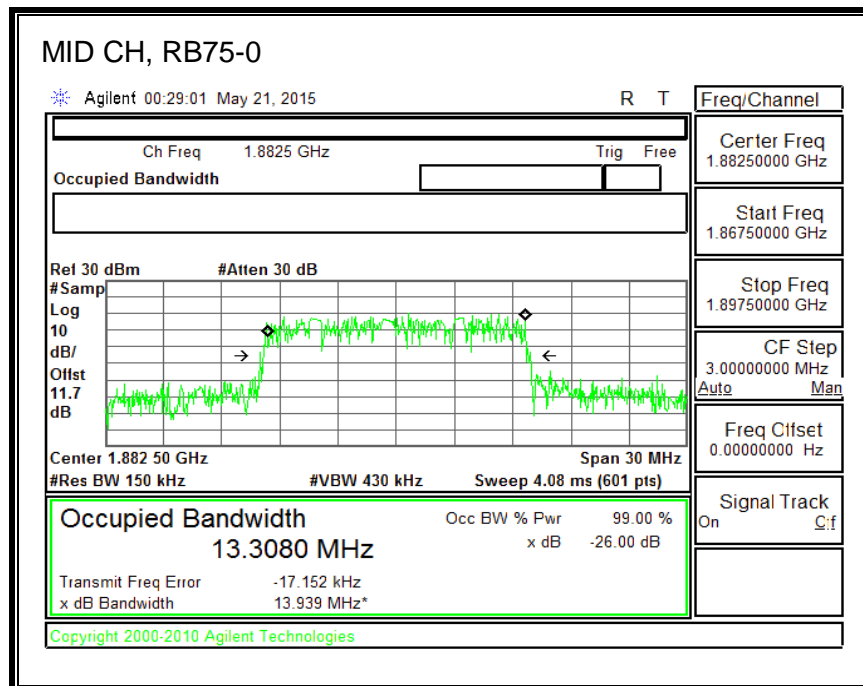 MID CH, RB75-0
Agilent 00:29:01 May 21, 2015 R T
Freq/Channel
Ch Freq 1.8825 GHz Trig Free
Occupied Bandwidth
Center Freq
1.88250000 GHz
Start Freq
1.86750000 GHz
Stop Freq
1.89750000 GHz
CF Step
3.00000000 MHz
Auto Man
Freq Offset
0.00000000 Hz
Signal Track
On Off
Ref 30 dBm #Atten 30 dB
#Samp
Log
10
dB/
Offst
11.7
dB
Center 1.882 50 GHz Span 30 MHz
#Res BW 150 kHz #VBW 430 kHz Sweep 4.08 ms (601 pts)
Occupied Bandwidth
13.3080 MHz
Occ BW % Pwr 99.00 %
x dB -26.00 dB
Transmit Freq Error -17.152 kHz
x dB Bandwidth 13.939 MHz*
Copyright 2000-2010 Agilent Technologies